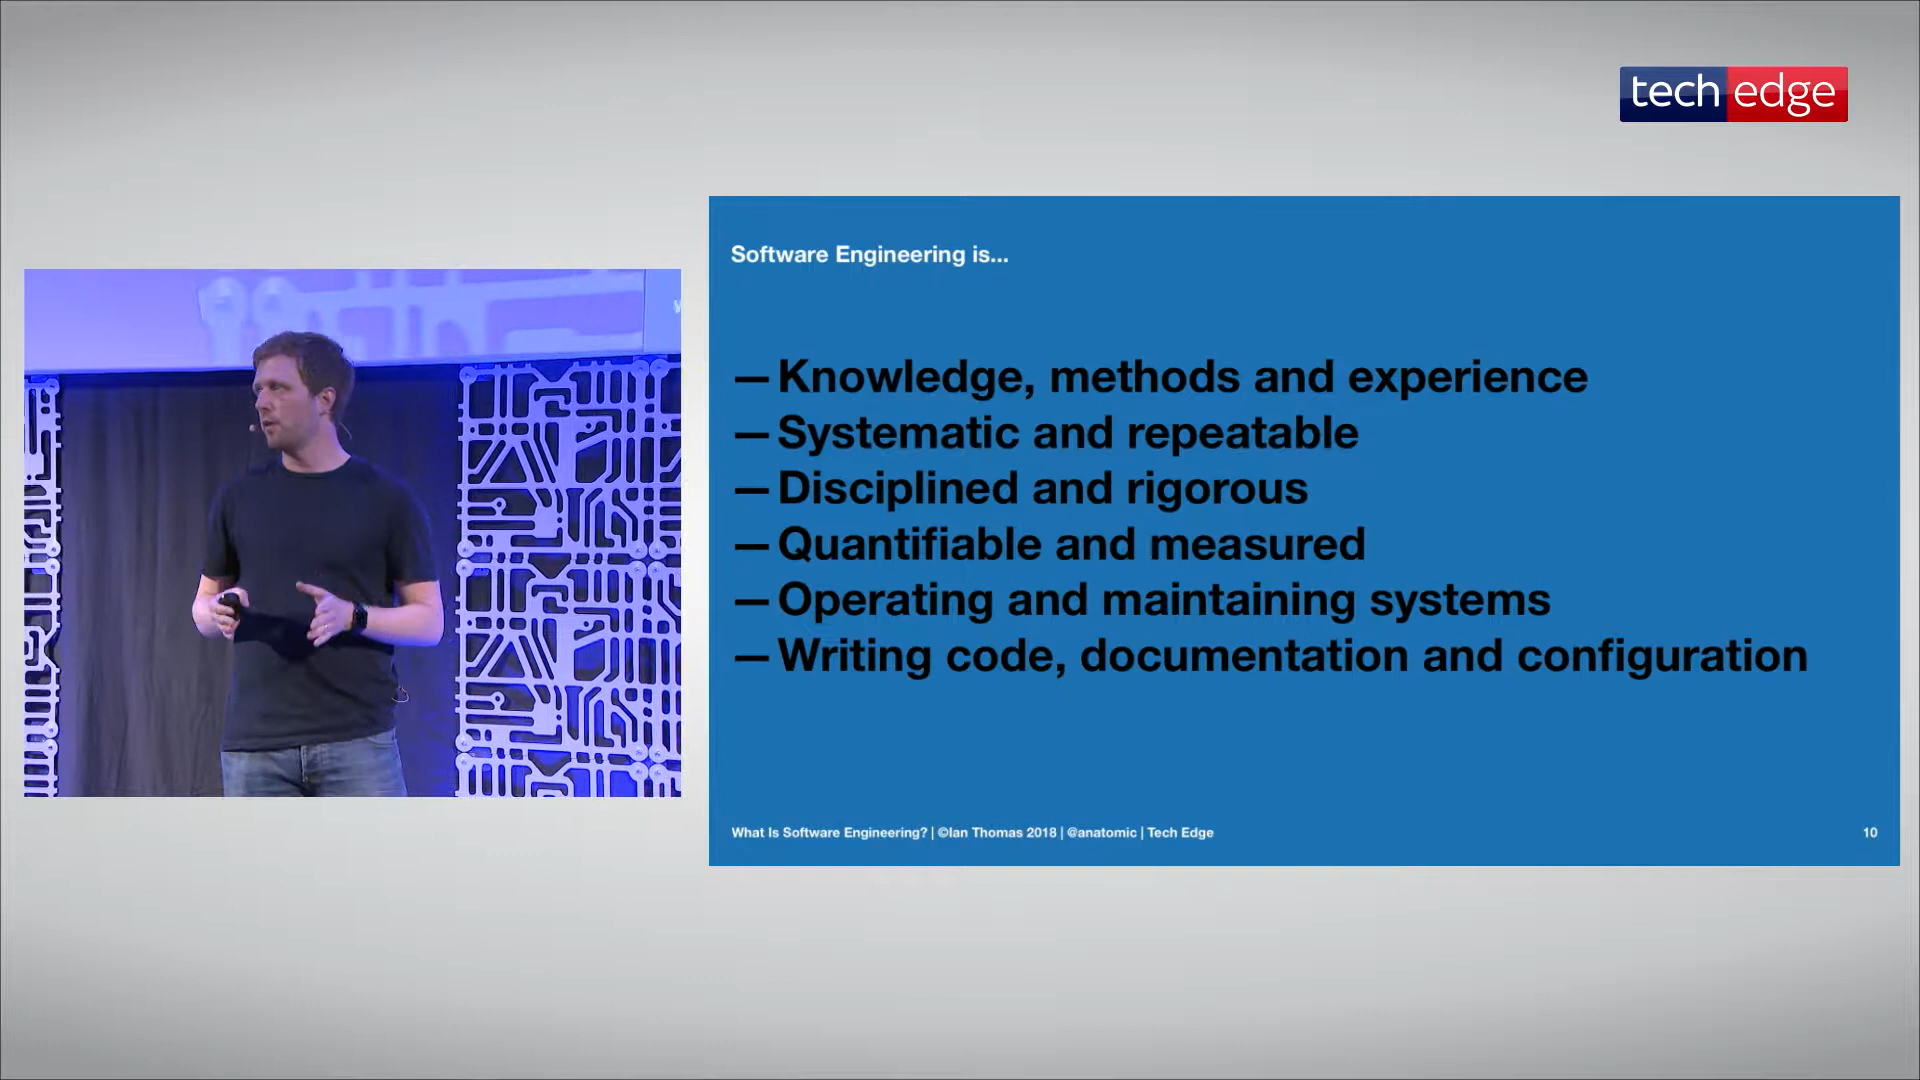 tech edge
Software Engineering is...
— Knowledge, methods and experience
— Systematic and repeatable
— Disciplined and rigorous
— Quantifiable and measured
— Operating and maintaining systems
— Writing code, documentation and configuration
What Is Software Engineering? | ©Ian Thomas 2018 | @anatomic | Tech Edge
10